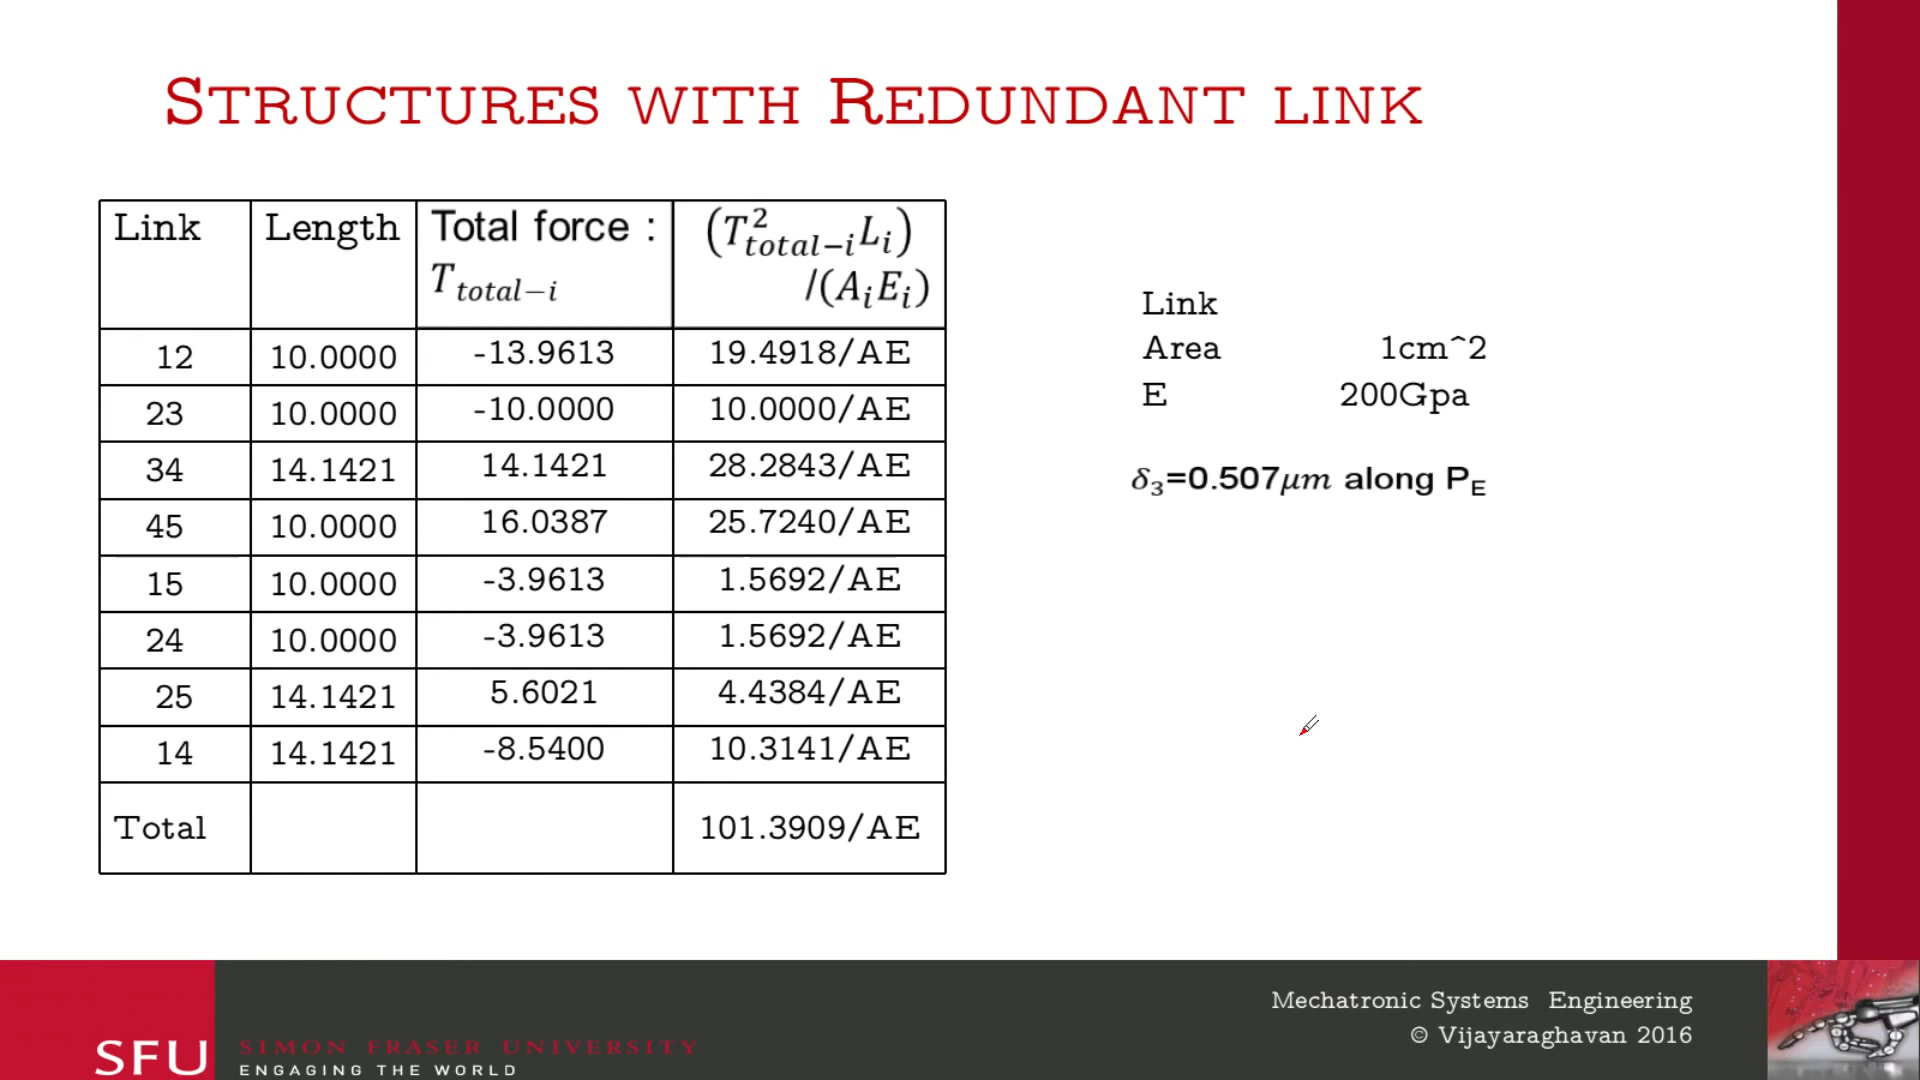 STRUCTURES WITH REDUNDANT LINK
Link Length Total force : (T²total−iLi)
Ttotal−i /(AiEi)
12 10.0000 -13.9613 19.4918/AE
23 10.0000 -10.0000 10.0000/AE
34 14.1421 14.1421 28.2843/AE
45 10.0000 16.0387 25.7240/AE
15 10.0000 -3.9613 1.5692/AE
24 10.0000 -3.9613 1.5692/AE
25 14.1421 5.6021 4.4384/AE
14 14.1421 -8.5400 10.3141/AE
Total 101.3909/AE
Link
Area 1cm^2
E 200Gpa
δ₃=0.507μm along PE
Mechatronic Systems Engineering
© Vijayaraghavan 2016
SFU SIMON FRASER UNIVERSITY
ENGAGING THE WORLD